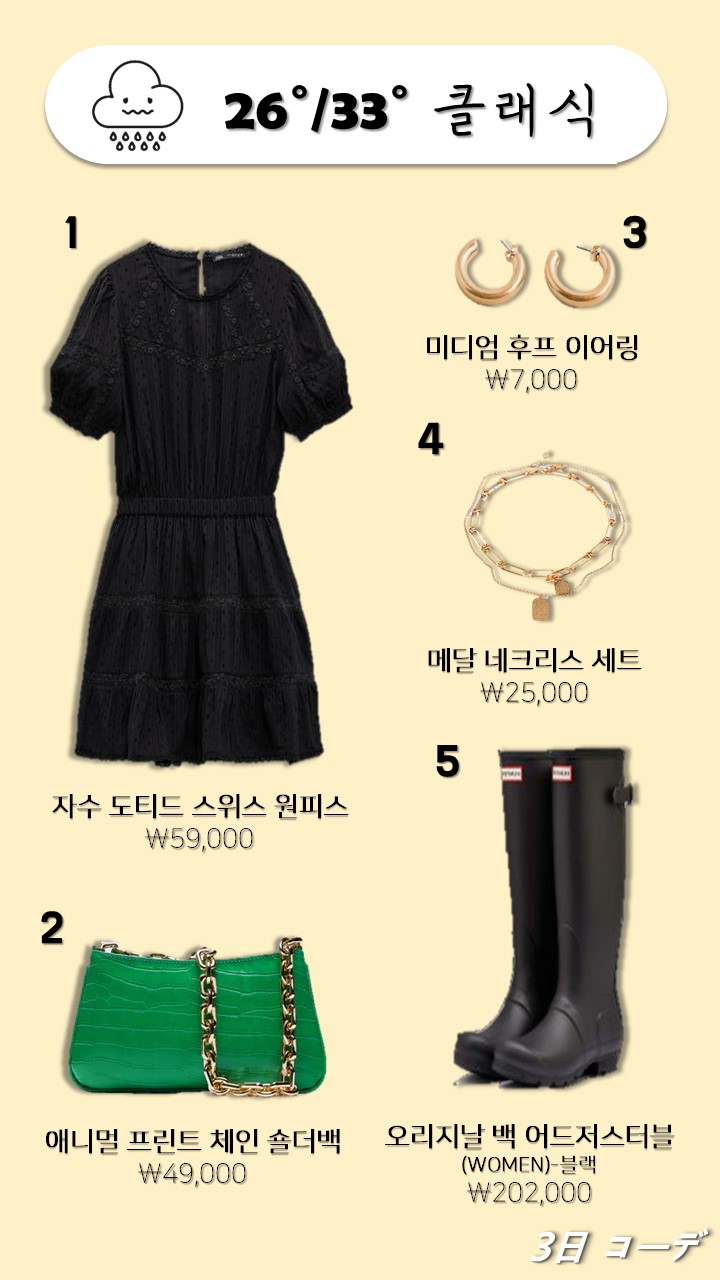 26°/33° 클래식
1
자수 도티드 스위스 원피스
₩59,000
2
애니멀 프린트 체인 숄더백
₩49,000
3
미디엄 후프 이어링
₩7,000
4
메달 네크리스 세트
₩25,000
5
오리지날 백 어드저스터블
(WOMEN)-블랙
₩202,000
3日 コーデ